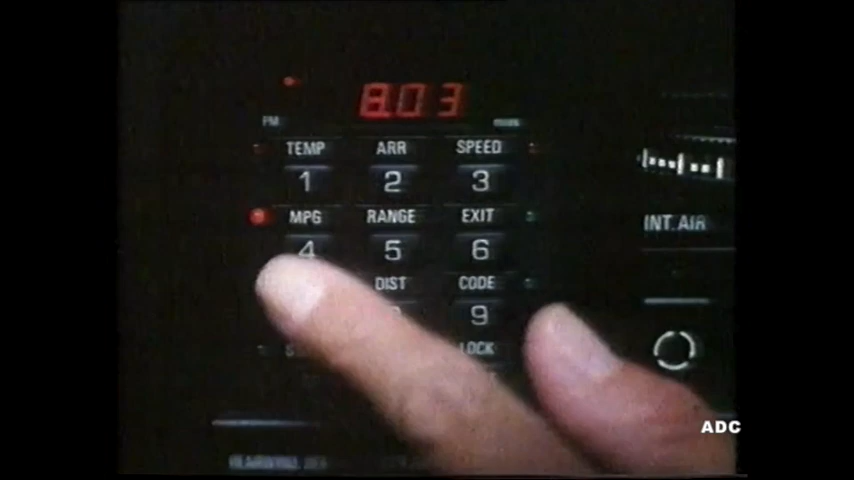 8.03
PM
TEMP ARR SPEED
1 2 3
MPG RANGE EXIT
INT. AIR
4 5 6
DIST CODE
9
LOCK
ADC